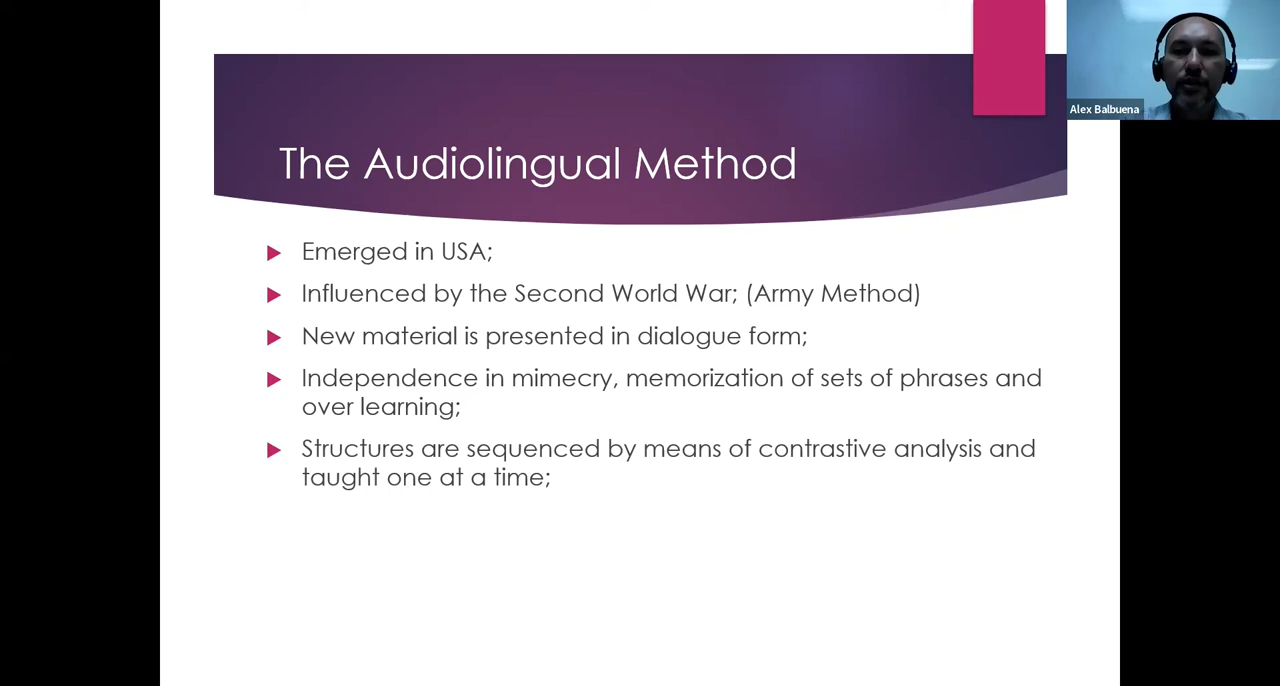 Alex Balbuena
The Audiolingual Method
Emerged in USA;
Influenced by the Second World War; (Army Method)
New material is presented in dialogue form;
Independence in mimecry, memorization of sets of phrases and
over learning;
Structures are sequenced by means of contrastive analysis and
taught one at a time;